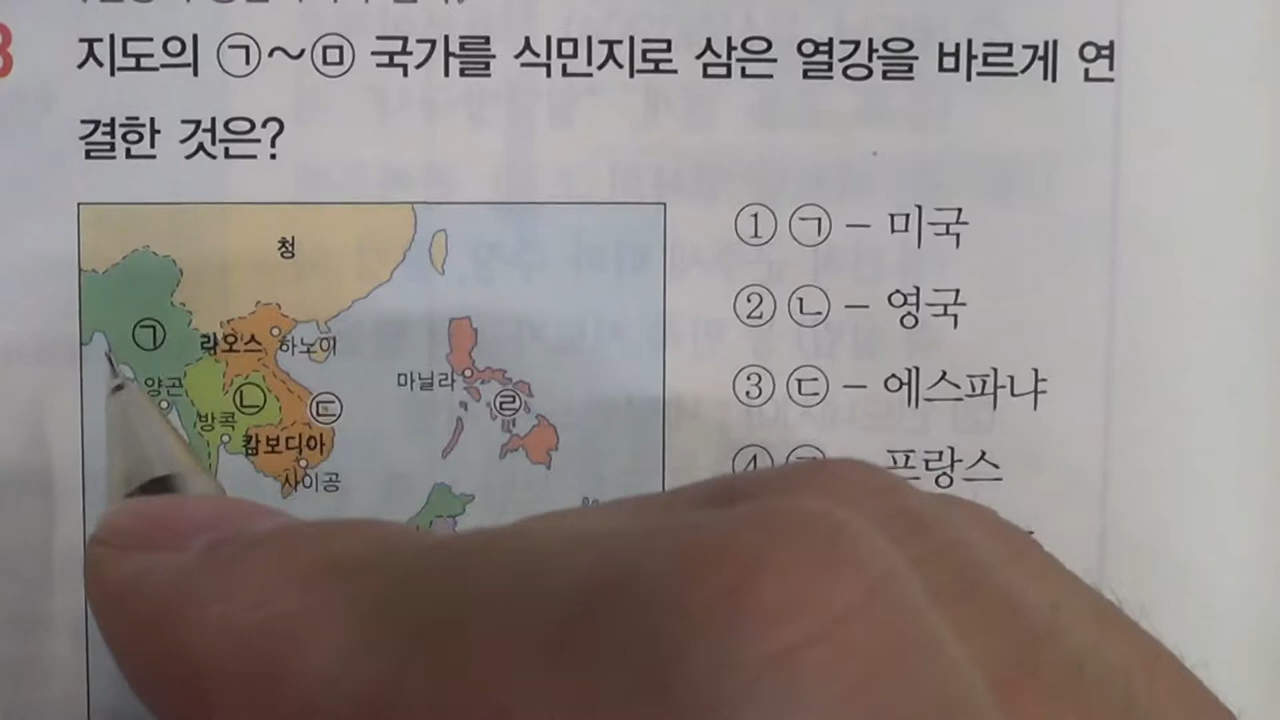 지도의 ㉠~㉤ 국가를 식민지로 삼은 열강을 바르게 연
결한 것은?
청
㉠
라오스
하노이
양곤
㉡
㉢
마닐라
㉣
방콕
캄보디아
사이공
① ㉠ - 미국
② ㉡ - 영국
③ ㉢ - 에스파냐
④ - 프랑스